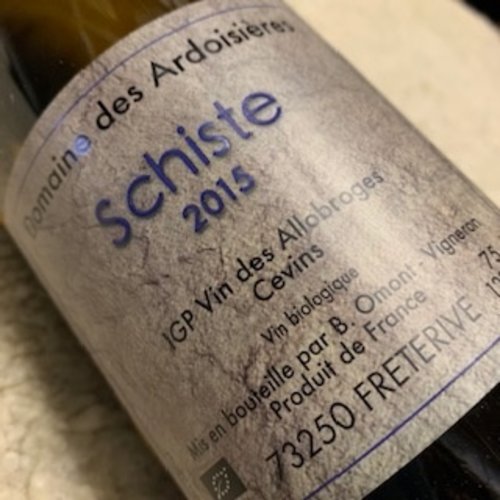 Domaine des Ardoisières
Schiste
2015
IGP Vin des Allobroges
Cevins
Vin biologique
Mis en bouteille par B. Omont Vigneron
Produit de France
73250 FRETERIVE
75